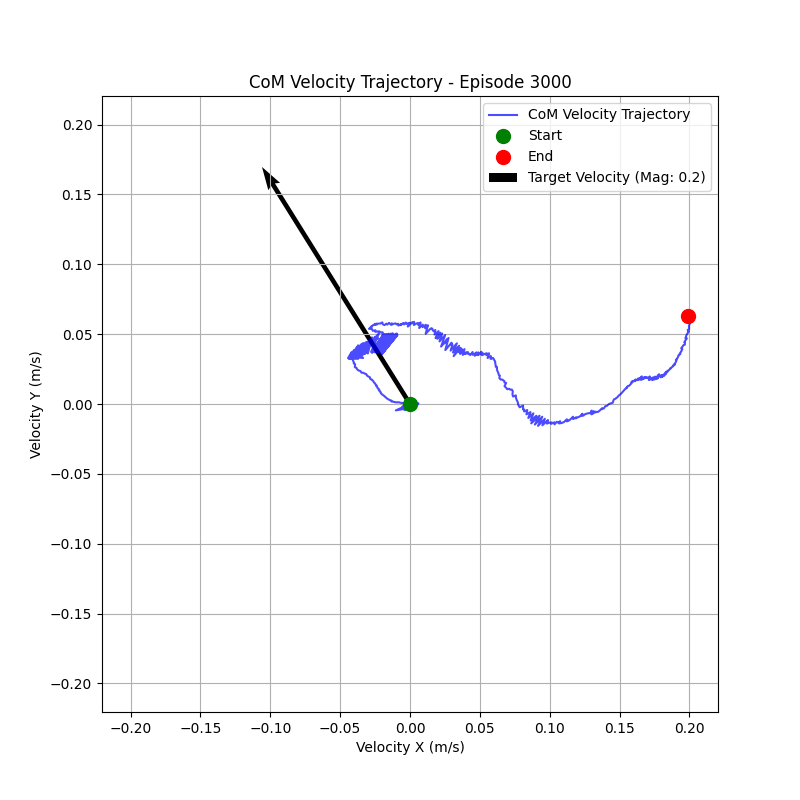 CoM Velocity Trajectory - Episode 3000
CoM Velocity Trajectory
Start
End
Target Velocity (Mag: 0.2)
0.20
0.15
0.10
0.05
0.00
−0.05
−0.10
−0.15
−0.20
Velocity Y (m/s)
−0.20 −0.15 −0.10 −0.05 0.00 0.05 0.10 0.15 0.20
Velocity X (m/s)